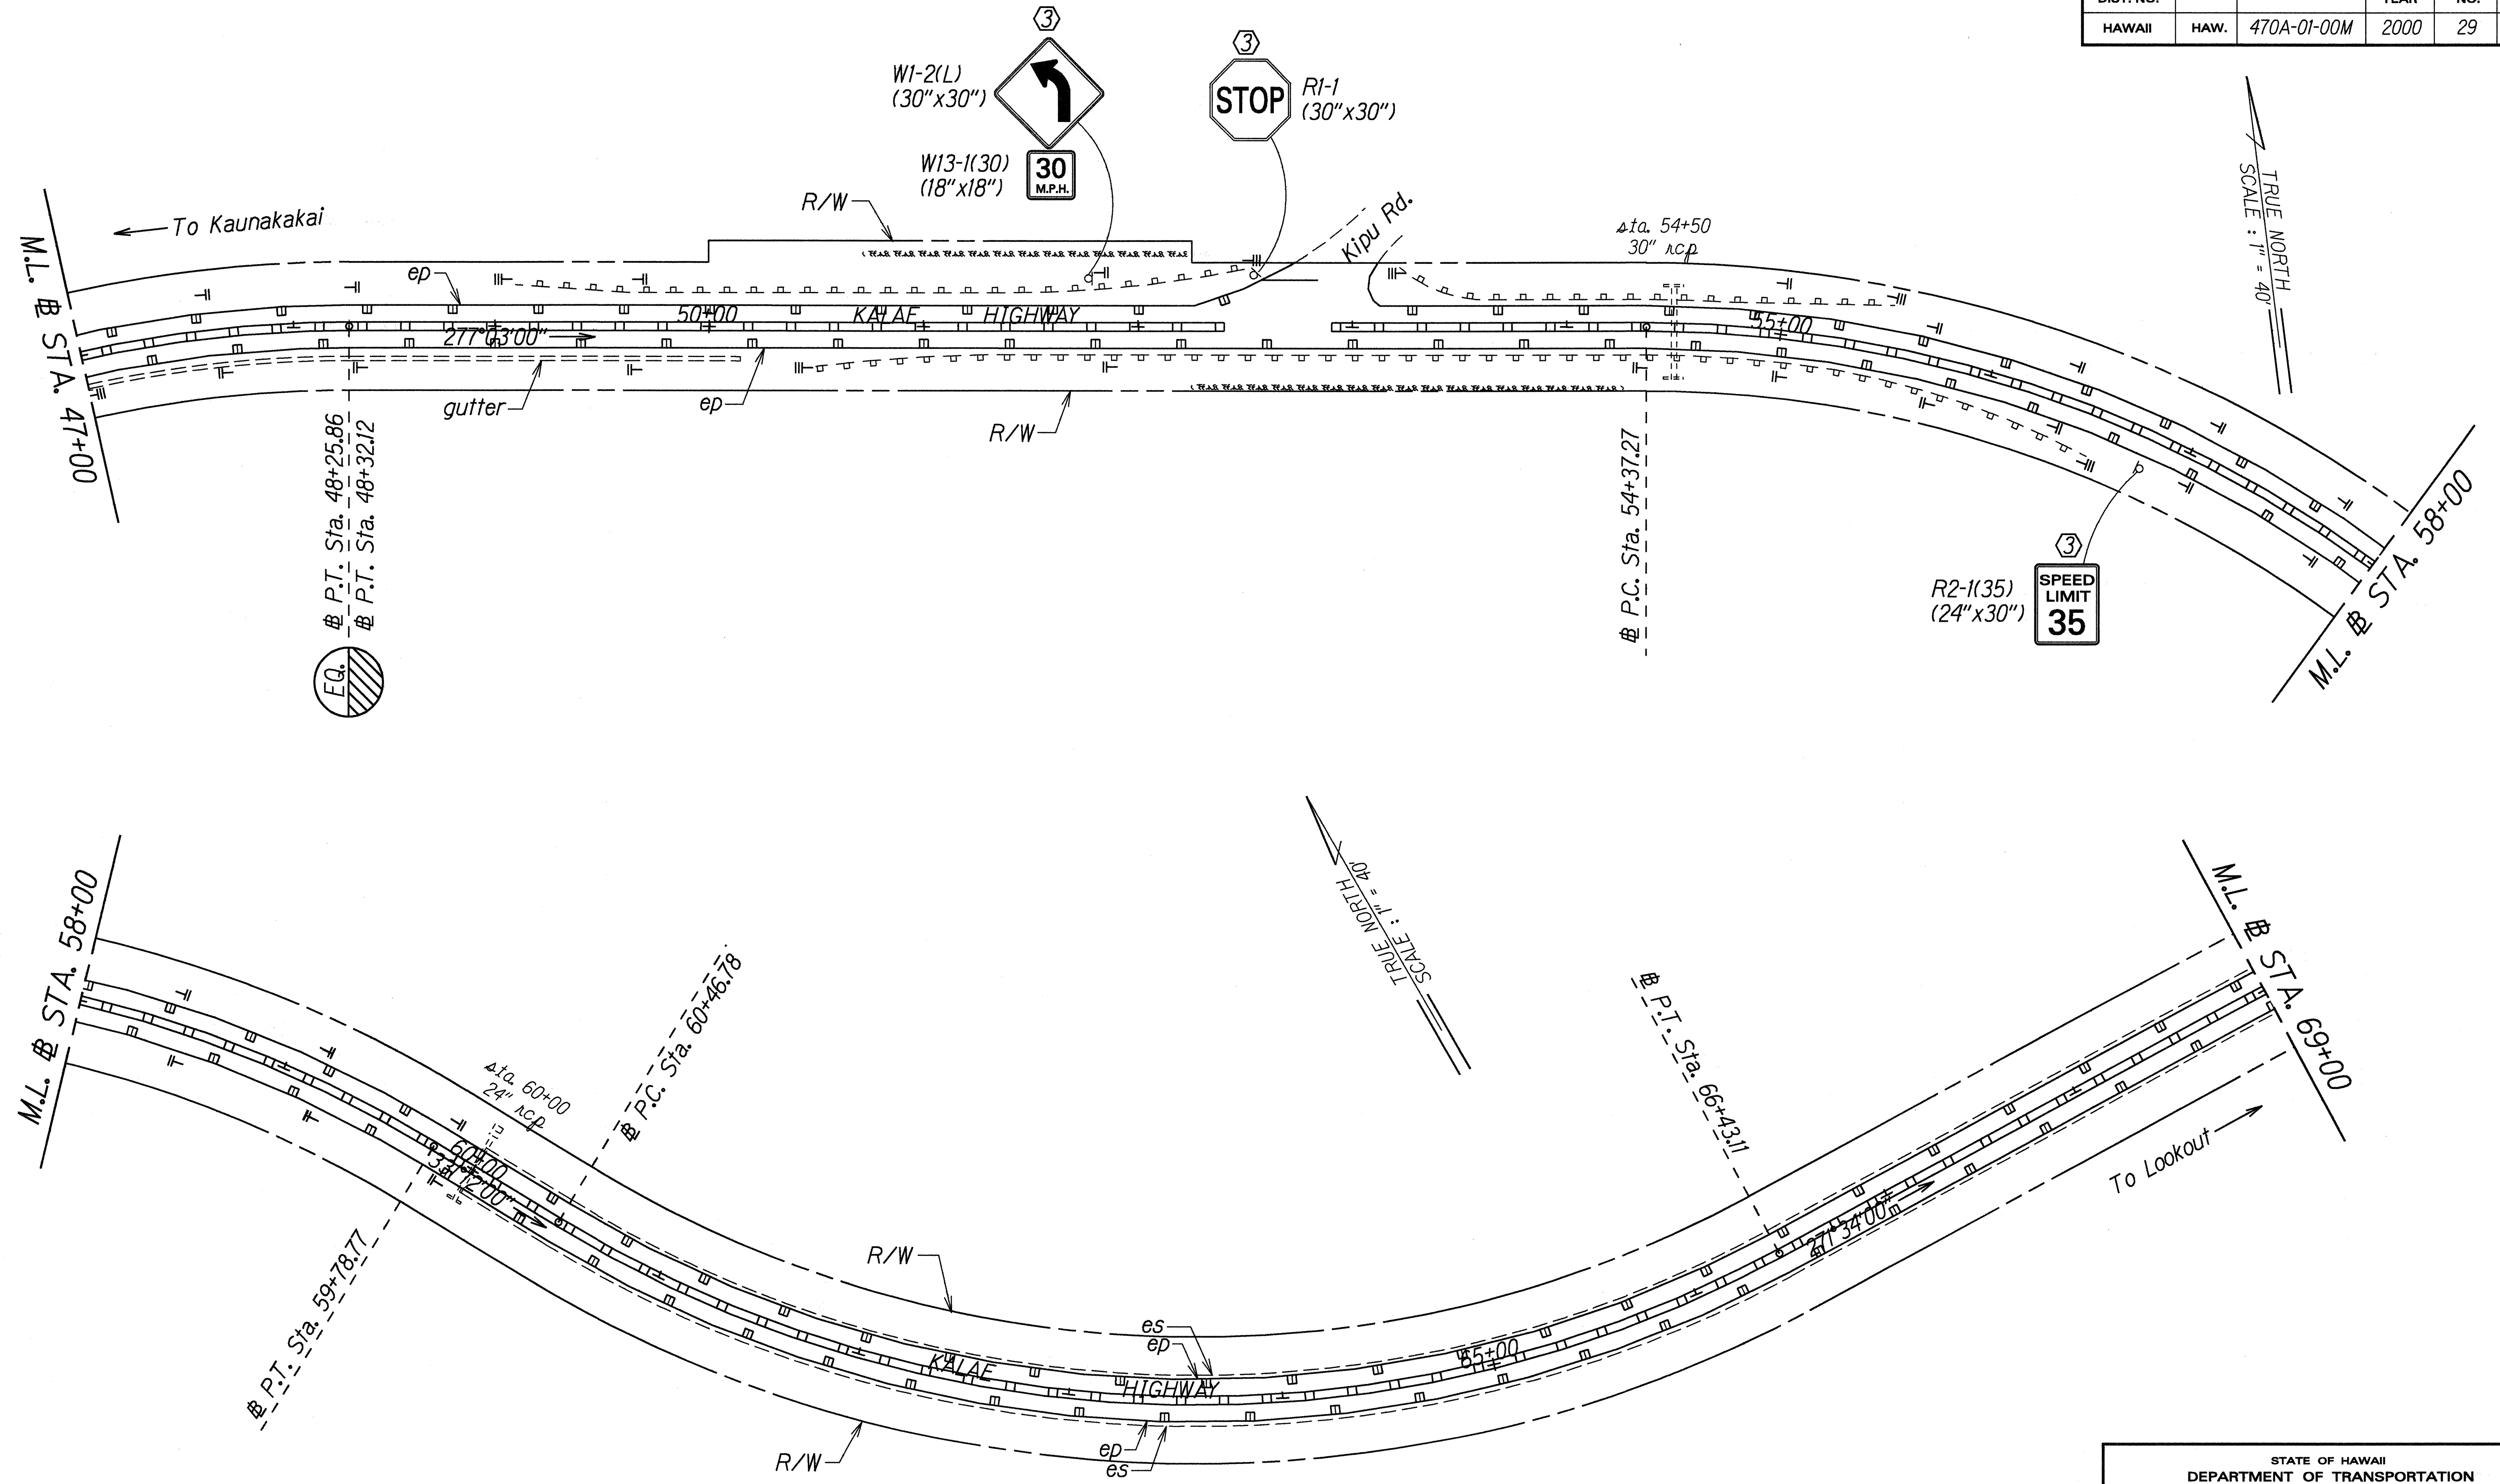 DIST. NO. YEAR NO.
HAWAII HAW. 470A-01-00M 2000 29
3
W1-2(L)
(30"x30")
W13-1(30)
(18"x18")
30
M.P.H.
3
STOP
R1-1
(30"x30")
TRUE NORTH
SCALE : 1" = 40'
M.L. ℄ STA. 47+00
To Kaunakakai
R/W
Kipu Rd.
sta. 54+50
30" rcp
ep
50+00
KALAE HIGHWAY
55+00
277°03'00"
gutter
ep
R/W
P.T. Sta. 48+25.86
P.T. Sta. 48+32.12
EQ.
P.C. Sta. 54+37.27
3
R2-1(35)
(24"x30")
SPEED
LIMIT
35
M.L. STA. 58+00
M.L. STA. 58+00
sta. 60+00
24" rcp
P.C. Sta. 60+46.78
60+00
P.T. Sta. 59+78.77
TRUE NORTH
SCALE : 1" = 40'
P.T. Sta. 66+43.11
M.L. STA. 69+00
To Lookout
271°34'00"
R/W
es
ep
65+00
KALAE
HIGHWAY
ep
es
R/W
STATE OF HAWAII
DEPARTMENT OF TRANSPORTATION